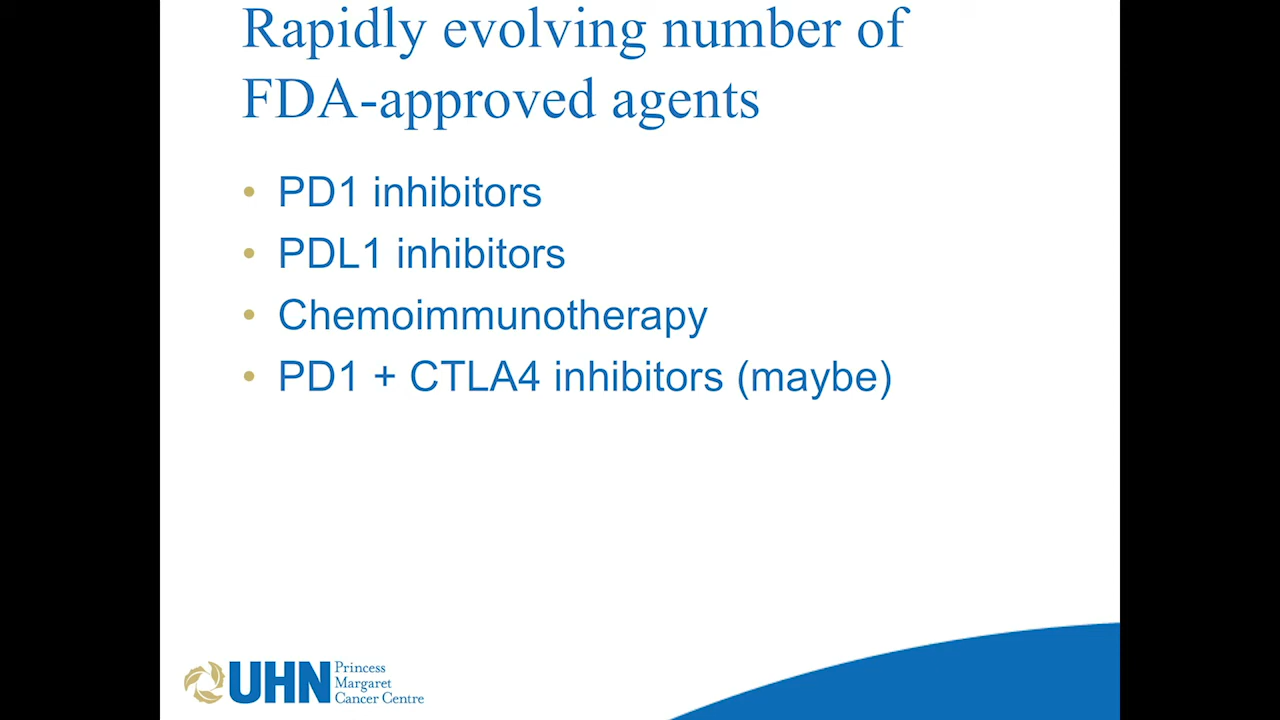 Rapidly evolving number of
FDA-approved agents
• PD1 inhibitors
• PDL1 inhibitors
• Chemoimmunotherapy
• PD1 + CTLA4 inhibitors (maybe)
UHN
Princess
Margaret
Cancer Centre